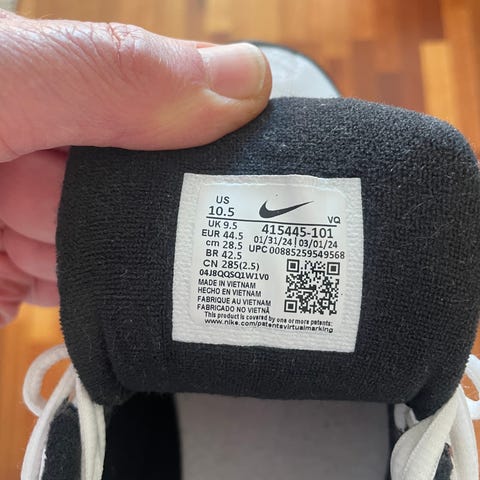 US
10.5
VQ
UK 9.5
415445-101
EUR 44.5
01/31/24 | 03/01/24
cm 28.5
UPC 00885259549568
BR 42.5
CN 285(2.5)
04J8QQSQ1W1V0
MADE IN VIETNAM
HECHO EN VIETNAM
FABRIQUE AU VIETNAM
FABRICADO NO VIETNÃ
This product is covered by one or more patents:
www.nike.com/patentsvirtualmarking